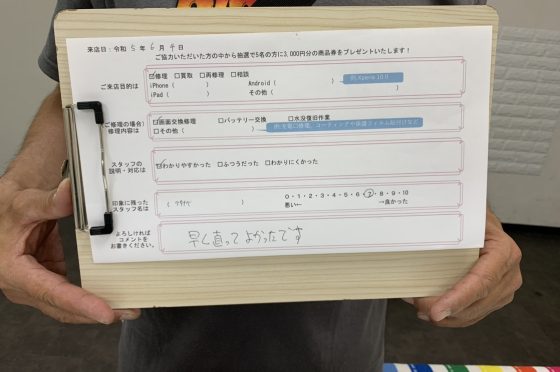 来店日：令和 5 年 6 月 4 日
ご協力いただいた方の中から抽選で5名の方に3,000円分の商品券をプレゼントいたします！
ご来店目的は
☑修理 □買取 □再修理 □相談
iPhone（ ） Android（ 例:Xperia 10Ⅱ
iPad（ ） その他（
（ご修理の場合）
修理内容は
☑画面交換修理 □バッテリー交換 □水没復旧作業
□その他（
スタッフの
説明・対応は
☑わかりやすかった □ふつうだった □わかりにくかった
印象に残った
スタッフ名は
（ ）
0・1・2・3・4・5・6・7・8・9・10
悪い← →良かった
よろしければ
コメントを
お書きください。
早く直ってよかったです